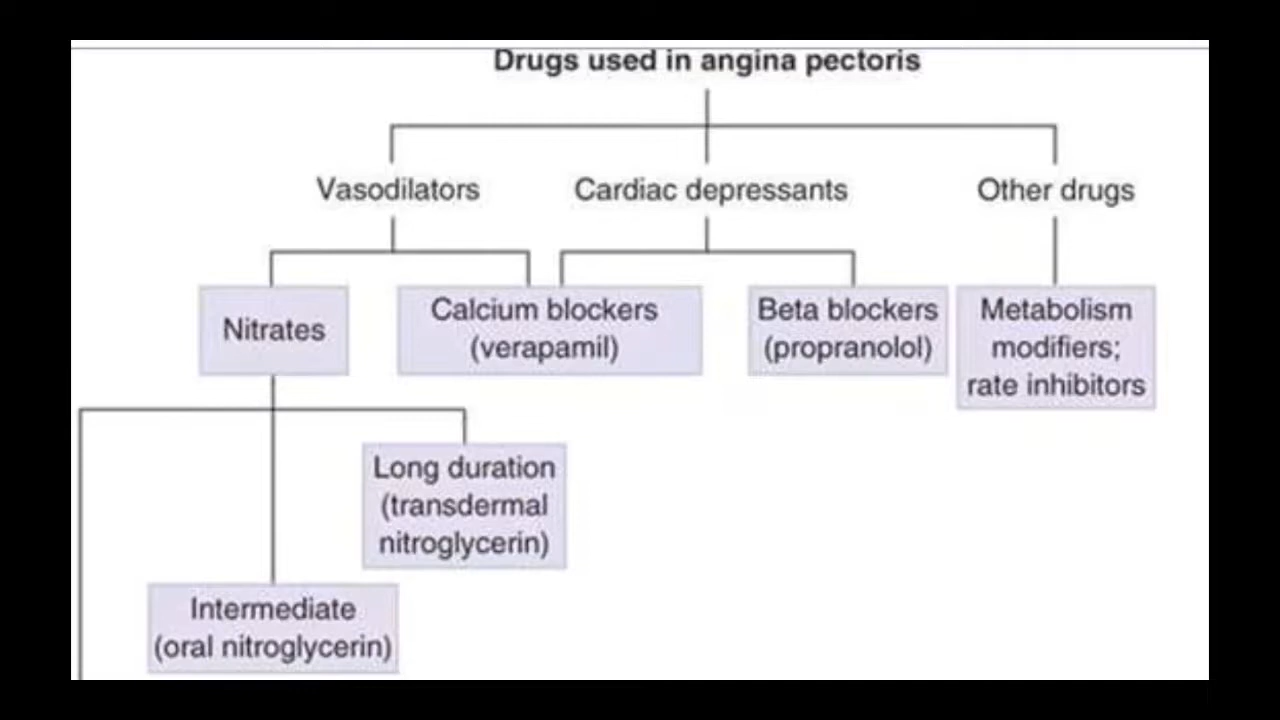 Drugs used in angina pectoris
Vasodilators
Cardiac depressants
Other drugs
Nitrates
Calcium blockers
(verapamil)
Beta blockers
(propranolol)
Metabolism
modifiers;
rate inhibitors
Long duration
(transdermal
nitroglycerin)
Intermediate
(oral nitroglycerin)